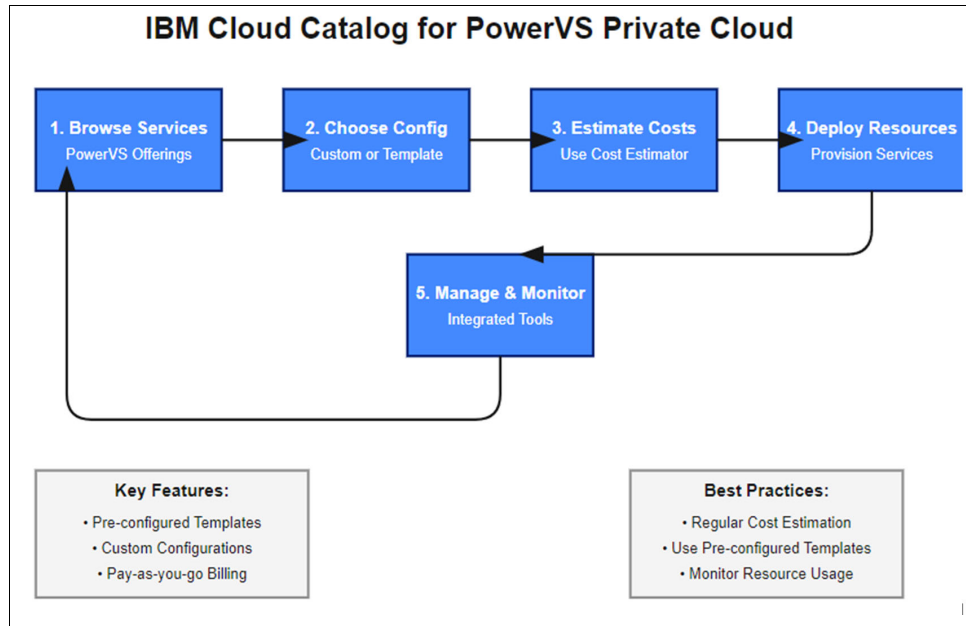 IBM Cloud Catalog for PowerVS Private Cloud
1. Browse Services
PowerVS Offerings
2. Choose Config
Custom or Template
3. Estimate Costs
Use Cost Estimator
4. Deploy Resources
Provision Services
5. Manage & Monitor
Integrated Tools
Key Features:
• Pre-configured Templates
• Custom Configurations
• Pay-as-you-go Billing
Best Practices:
• Regular Cost Estimation
• Use Pre-configured Templates
• Monitor Resource Usage